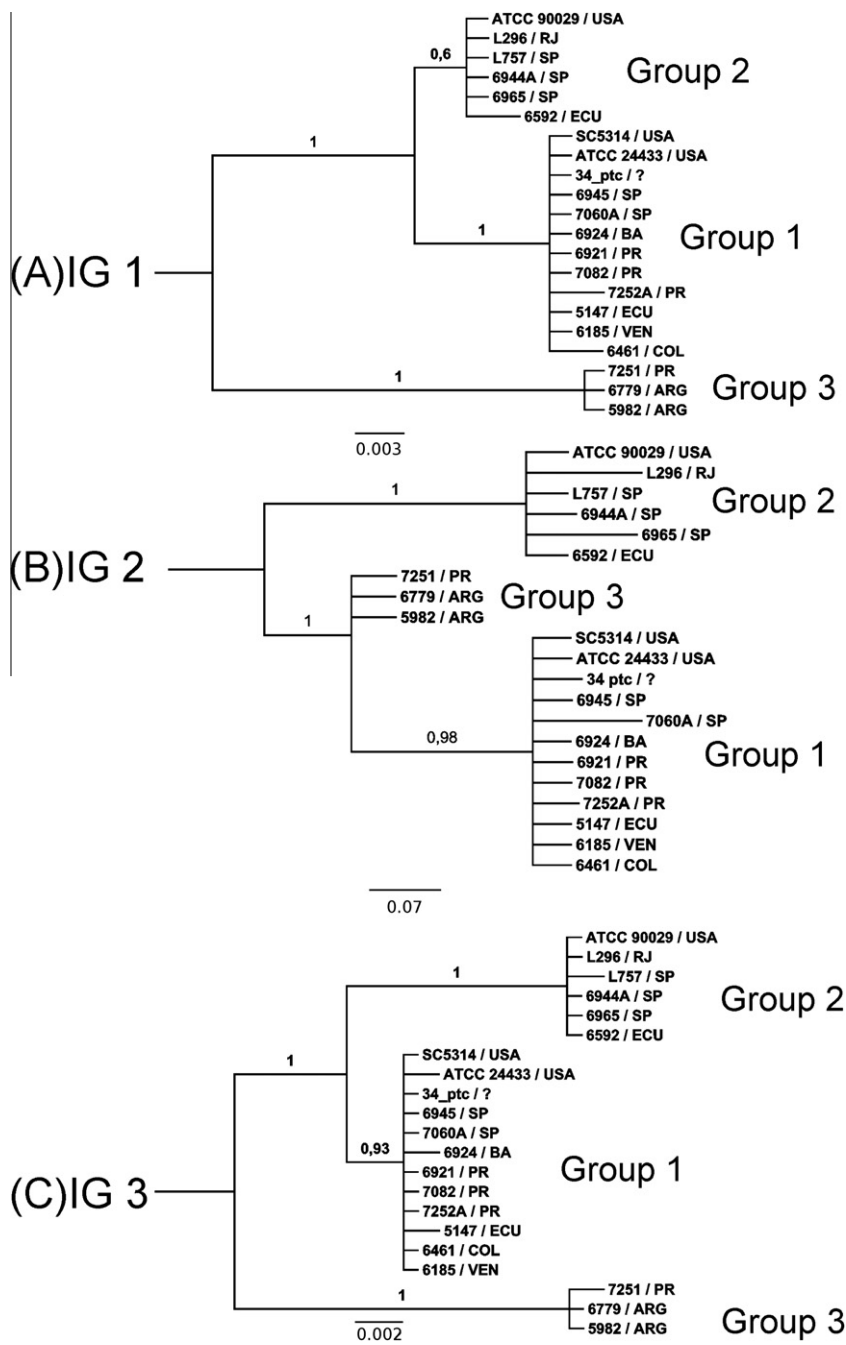 ATCC 90029 / USA
0,6
L296 / RJ
L757 / SP
Group 2
6944A / SP
6965 / SP
6592 / ECU
1
SC5314 / USA
ATCC 24433 / USA
34_ptc / ?
6945 / SP
7060A / SP
1
6924 / BA
Group 1
6921 / PR
(A)IG 1
7082 / PR
7252A / PR
5147 / ECU
6185 / VEN
6461 / COL
1
7251 / PR
6779 / ARG
Group 3
5982 / ARG
0.003
ATCC 90029 / USA
L296 / RJ
1
L757 / SP
Group 2
6944A / SP
6965 / SP
6592 / ECU
(B)IG 2
7251 / PR
6779 / ARG
Group 3
5982 / ARG
1
SC5314 / USA
ATCC 24433 / USA
34 ptc / ?
6945 / SP
7060A / SP
0,98
6924 / BA
Group 1
6921 / PR
7082 / PR
7252A / PR
5147 / ECU
6185 / VEN
6461 / COL
0.07
ATCC 90029 / USA
L296 / RJ
1
L757 / SP
6944A / SP
Group 2
6965 / SP
6592 / ECU
1
SC5314 / USA
ATCC 24433 / USA
34_ptc / ?
6945 / SP
7060A / SP
0,93
6924 / BA
6921 / PR
Group 1
(C)IG 3
7082 / PR
7252A / PR
5147 / ECU
6461 / COL
6185 / VEN
1
7251 / PR
6779 / ARG
Group 3
5982 / ARG
0.002